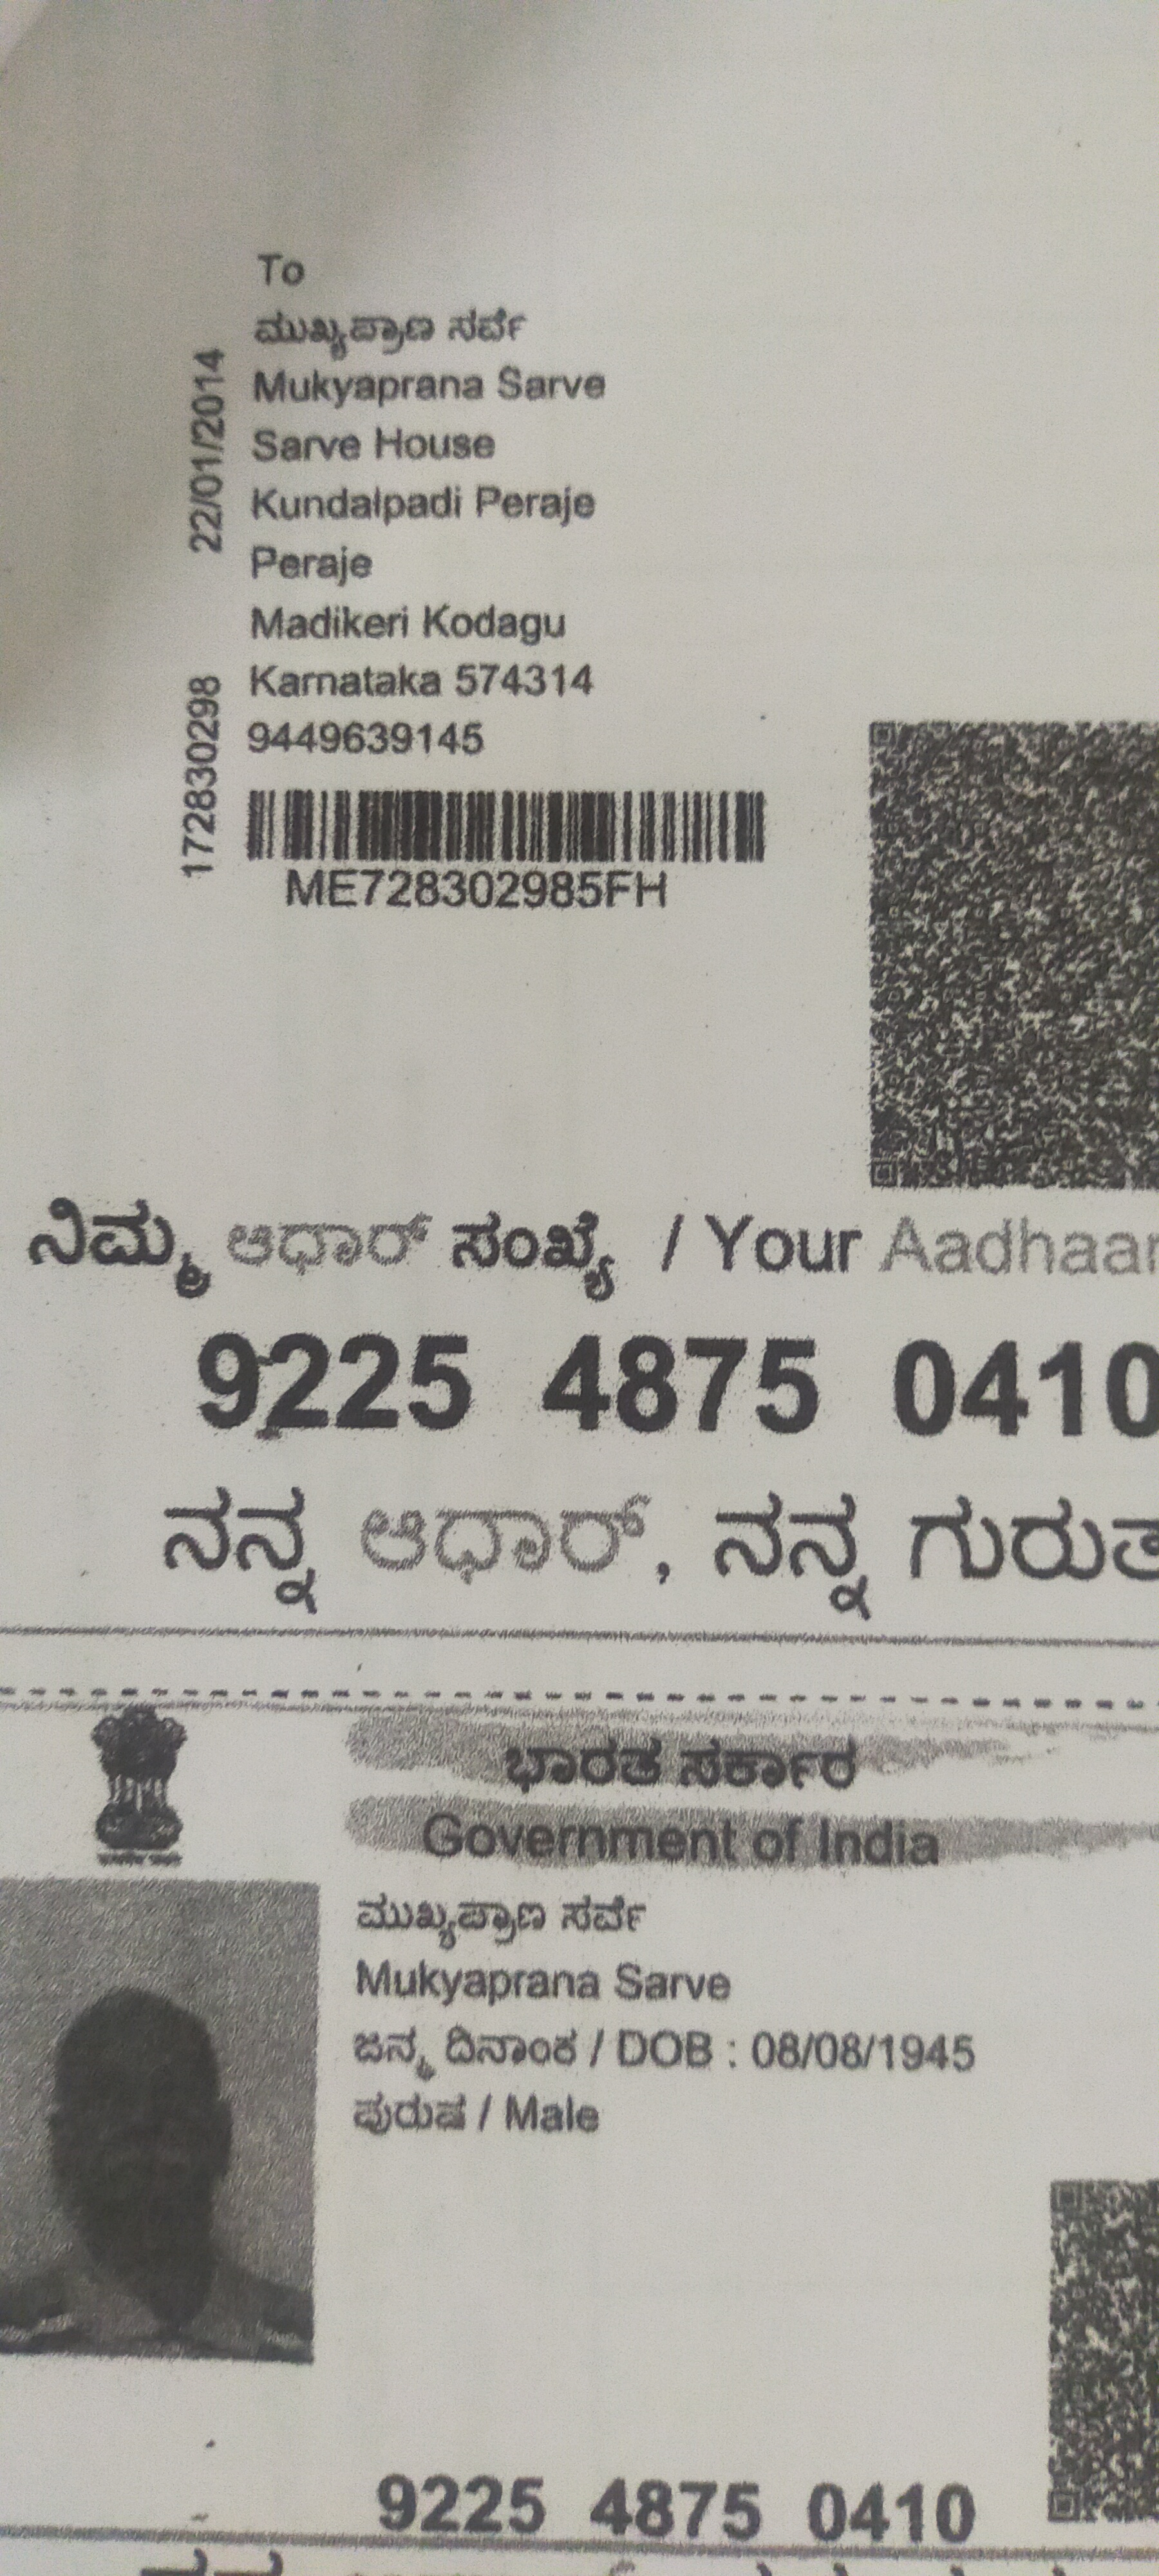 To
ಮುಖ್ಯಪ್ರಾಣ ಸರ್ವೆ
Mukyaprana Sarve
Sarve House
Kundalpadi Peraje
Peraje
Madikeri Kodagu
Karnataka 574314
9449639145
22/01/2014
172830298
ME728302985FH
ನಿಮ್ಮ ಆಧಾರ್ ಸಂಖ್ಯೆ / Your Aadhaar
9225 4875 0410
ನನ್ನ ಆಧಾರ್, ನನ್ನ ಗುರುತ
ಭಾರತ ಸರ್ಕಾರ
Government of India
ಮುಖ್ಯಪ್ರಾಣ ಸರ್ವೆ
Mukyaprana Sarve
ಜನ್ಮ ದಿನಾಂಕ / DOB : 08/08/1945
ಪುರುಷ / Male
9225 4875 0410